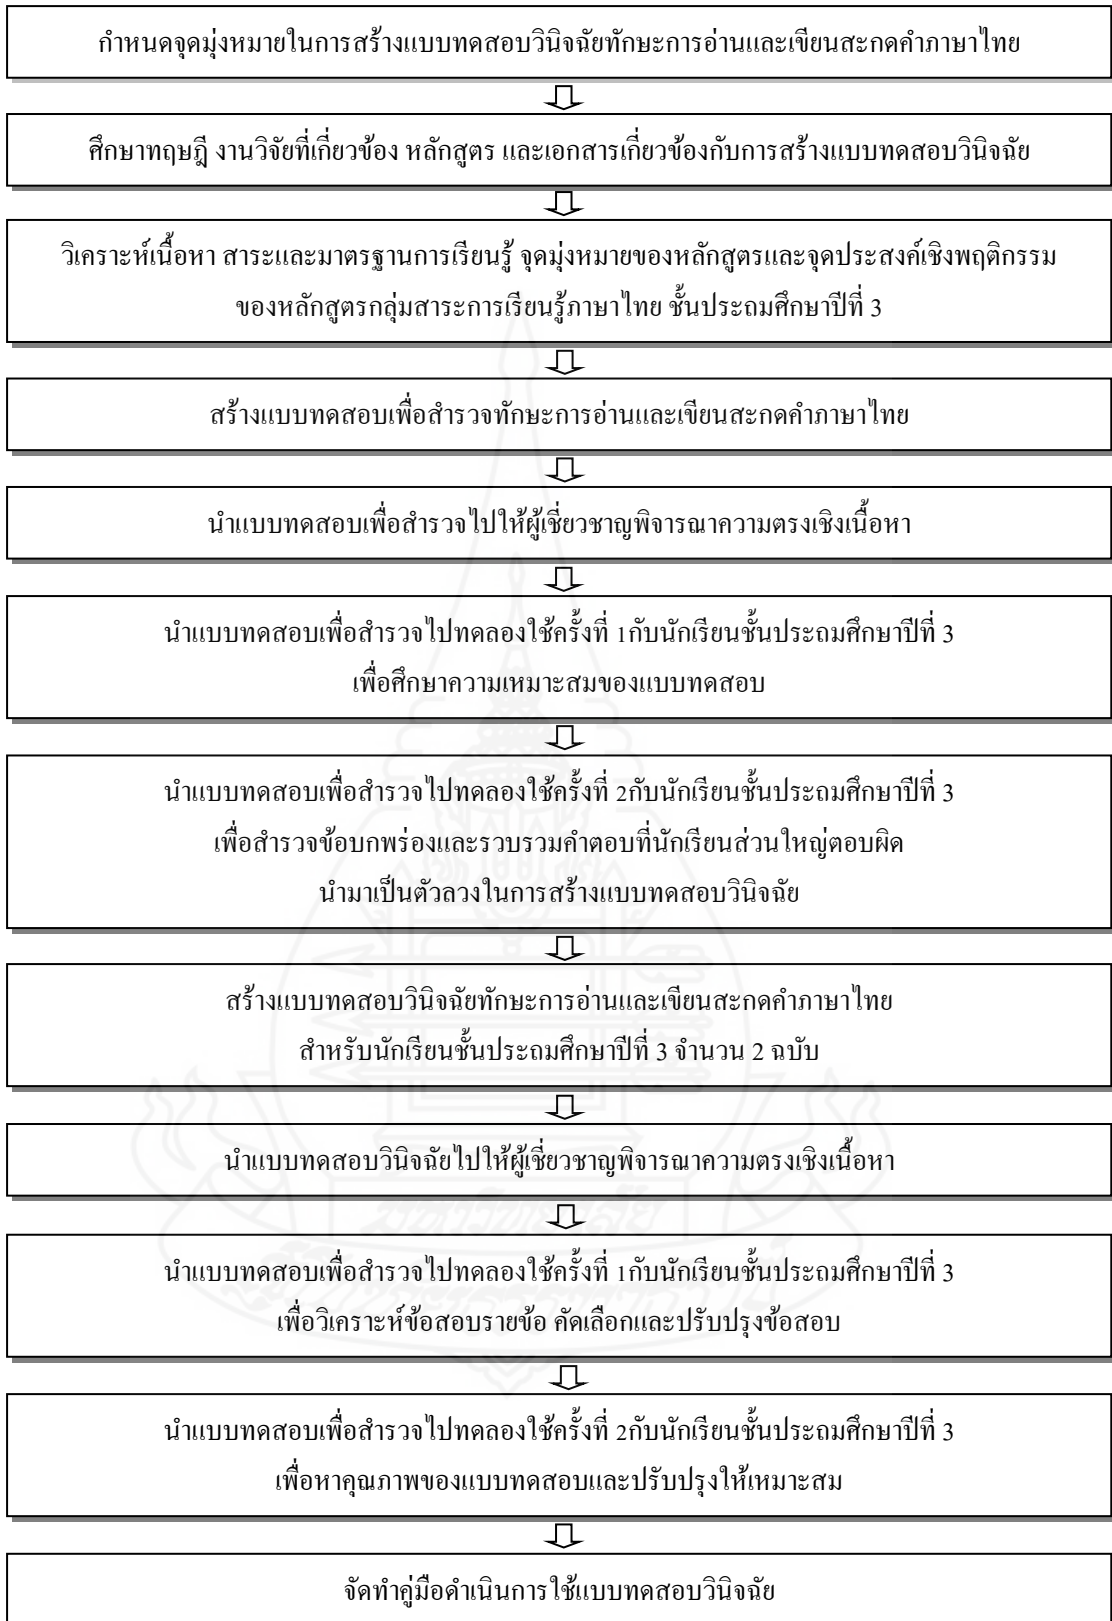 กำหนดจุดมุ่งหมายในการสร้างแบบทดสอบวินิจฉัยทักษะการอ่านและเขียนสะกดคำภาษาไทย
ศึกษาทฤษฎี งานวิจัยที่เกี่ยวข้อง หลักสูตร และเอกสารเกี่ยวข้องกับการสร้างแบบทดสอบวินิจฉัย
วิเคราะห์เนื้อหา สาระและมาตรฐานการเรียนรู้ จุดมุ่งหมายของหลักสูตรและจุดประสงค์เชิงพฤติกรรม
ของหลักสูตรกลุ่มสาระการเรียนรู้ภาษาไทย ชั้นประถมศึกษาปีที่ 3
สร้างแบบทดสอบเพื่อสำรวจทักษะการอ่านและเขียนสะกดคำภาษาไทย
นำแบบทดสอบเพื่อสำรวจไปให้ผู้เชี่ยวชาญพิจารณาความตรงเชิงเนื้อหา
นำแบบทดสอบเพื่อสำรวจไปทดลองใช้ครั้งที่ 1กับนักเรียนชั้นประถมศึกษาปีที่ 3
เพื่อศึกษาความเหมาะสมของแบบทดสอบ
นำแบบทดสอบเพื่อสำรวจไปทดลองใช้ครั้งที่ 2กับนักเรียนชั้นประถมศึกษาปีที่ 3
เพื่อสำรวจข้อบกพร่องและรวบรวมคำตอบที่นักเรียนส่วนใหญ่ตอบผิด
นำมาเป็นตัวลวงในการสร้างแบบทดสอบวินิจฉัย
สร้างแบบทดสอบวินิจฉัยทักษะการอ่านและเขียนสะกดคำภาษาไทย
สำหรับนักเรียนชั้นประถมศึกษาปีที่ 3 จำนวน 2 ฉบับ
นำแบบทดสอบวินิจฉัยไปให้ผู้เชี่ยวชาญพิจารณาความตรงเชิงเนื้อหา
นำแบบทดสอบเพื่อสำรวจไปทดลองใช้ครั้งที่ 1กับนักเรียนชั้นประถมศึกษาปีที่ 3
เพื่อวิเคราะห์ข้อสอบรายข้อ คัดเลือกและปรับปรุงข้อสอบ
นำแบบทดสอบเพื่อสำรวจไปทดลองใช้ครั้งที่ 2กับนักเรียนชั้นประถมศึกษาปีที่ 3
เพื่อหาคุณภาพของแบบทดสอบและปรับปรุงให้เหมาะสม
จัดทำคู่มือดำเนินการใช้แบบทดสอบวินิจฉัย